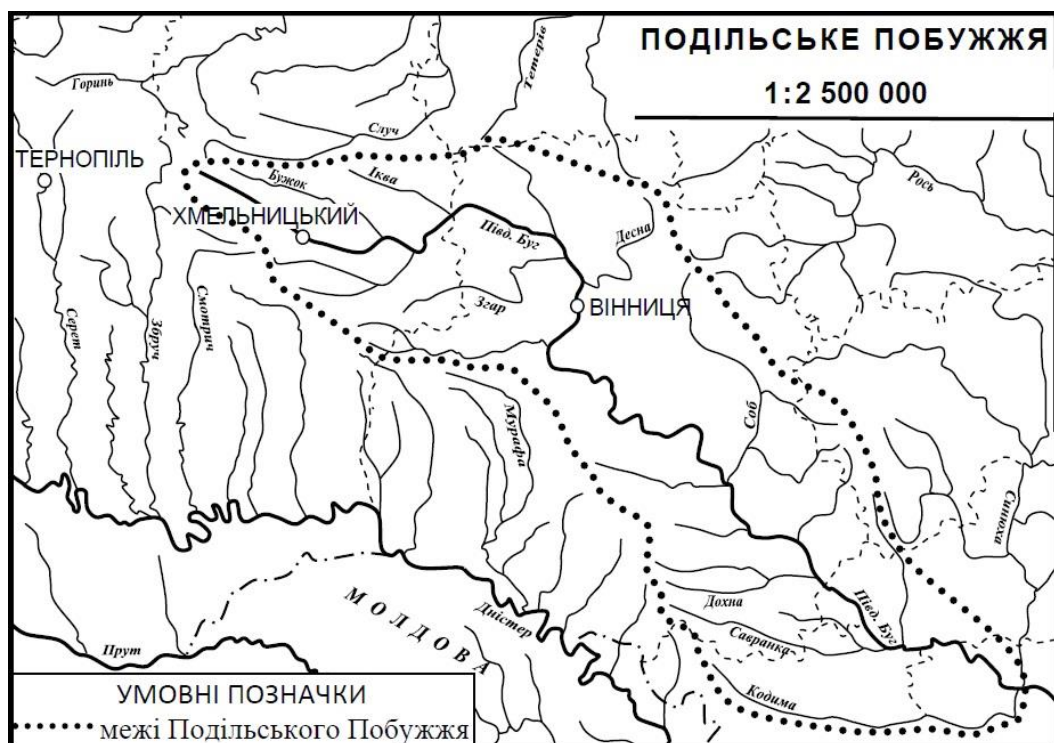 ПОДІЛЬСЬКЕ ПОБУЖЖЯ
1:2 500 000
Тетерів
Горинь
Случ
ТЕРНОПІЛЬ
Бужок
Іква
Рось
ХМЕЛЬНИЦЬКИЙ
Півд. Буг
Десна
Згар
ВІННИЦЯ
Серет
Збруч
Смотрич
Мурафа
Соб
Синюха
МОЛДОВА
Дністер
Дохна
Півд. Буг
Савранка
Прут
Кодима
УМОВНІ ПОЗНАЧКИ
межі Подільського Побужжя